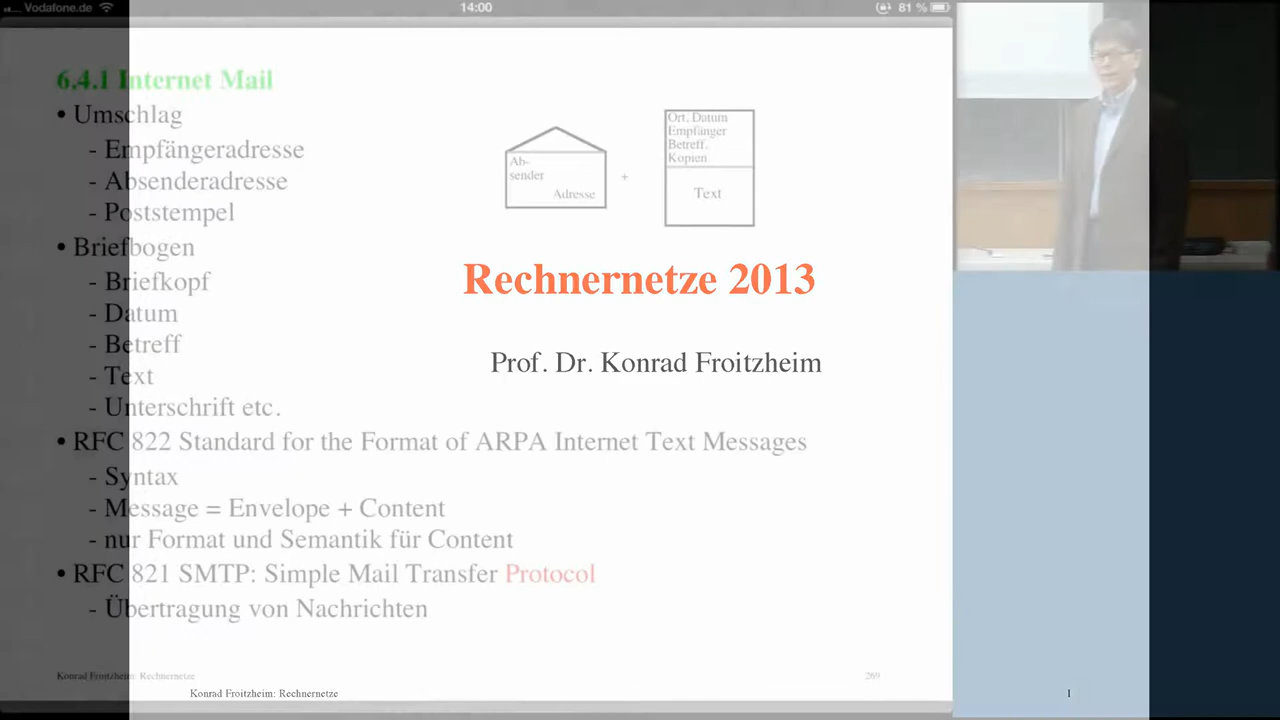 Vodafone.de
14:00
81 %
6.4.1 Internet Mail
• Umschlag
- Empfängeradresse
- Absenderadresse
- Poststempel
• Briefbogen
- Briefkopf
- Datum
- Betreff
- Text
- Unterschrift etc.
• RFC 822 Standard for the Format of ARPA Internet Text Messages
- Syntax
- Message = Envelope + Content
- nur Format und Semantik für Content
• RFC 821 SMTP: Simple Mail Transfer Protocol
- Übertragung von Nachrichten
Ab-
sender
Adresse
+
Ort, Datum
Empfänger
Betreff.
Kopien
Text
Rechnernetze 2013
Prof. Dr. Konrad Froitzheim
Konrad Froitzheim: Rechnernetze
269
Konrad Froitzheim: Rechnernetze
1